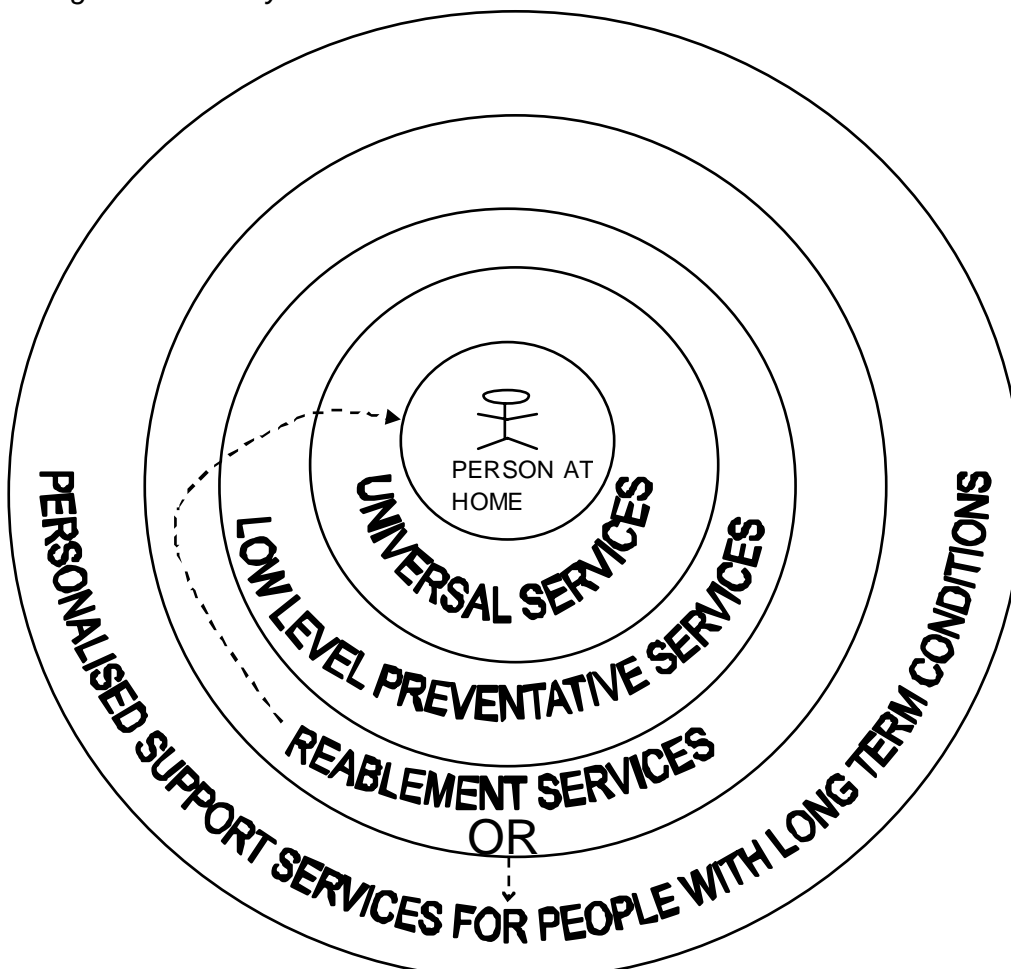 PERSON AT
HOME
UNIVERSAL SERVICES
LOW LEVEL PREVENTATIVE SERVICES
REABLEMENT SERVICES
OR
PERSONALISED SUPPORT SERVICES FOR PEOPLE WITH LONG TERM CONDITIONS